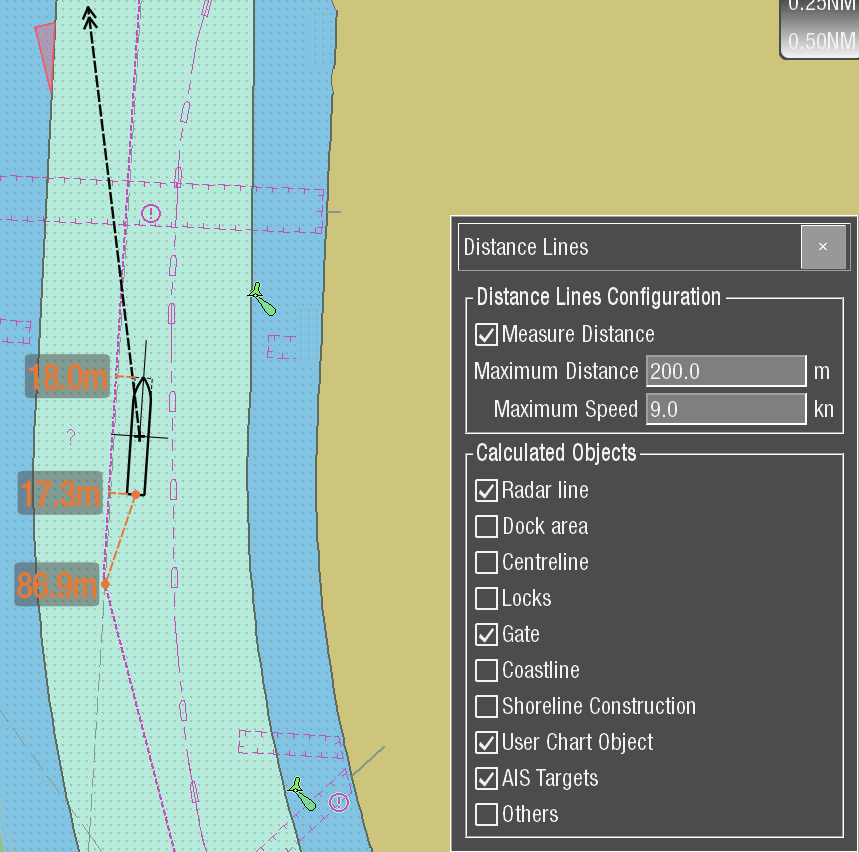 0.25NM
0.50NM
Distance Lines
×
Distance Lines Configuration
Measure Distance
Maximum Distance 200.0 m
Maximum Speed 9.0 kn
Calculated Objects
Radar line
Dock area
Centreline
Locks
Gate
Coastline
Shoreline Construction
User Chart Object
AIS Targets
Others
18.0m
?
17.3m
86.9m